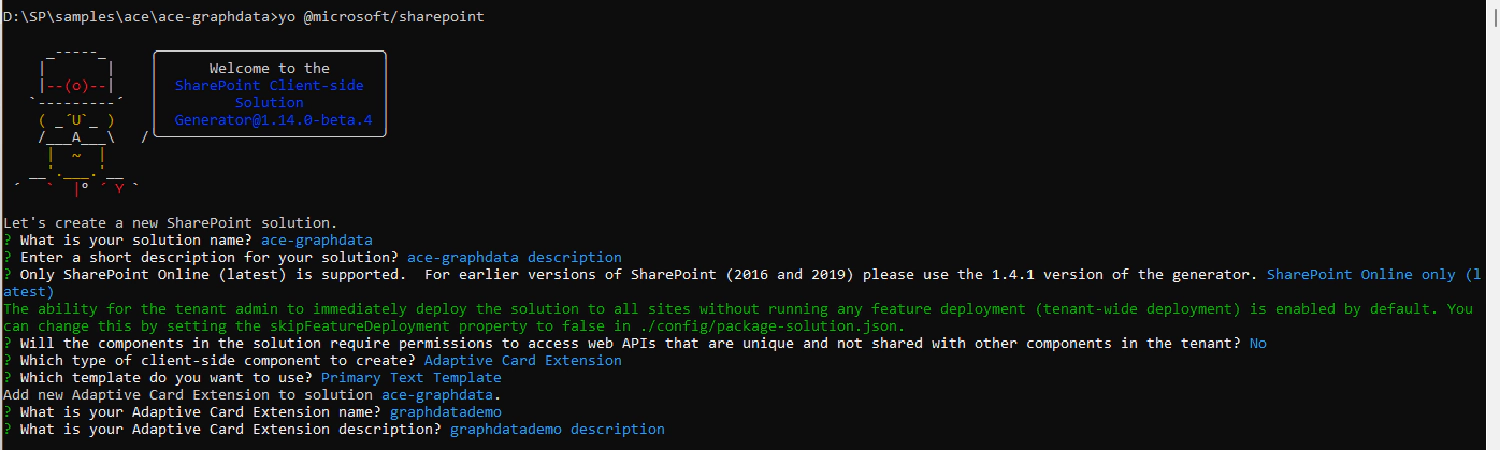 D:\SP\samples\ace\ace-graphdata>yo @microsoft/sharepoint
Welcome to the
SharePoint Client-side
Solution
Generator@1.14.0-beta.4
Let's create a new SharePoint solution.
? What is your solution name? ace-graphdata
? Enter a short description for your solution? ace-graphdata description
? Only SharePoint Online (latest) is supported.  For earlier versions of SharePoint (2016 and 2019) please use the 1.4.1 version of the generator. SharePoint Online only (l
atest)
The ability for the tenant admin to immediately deploy the solution to all sites without running any feature deployment (tenant-wide deployment) is enabled by default. You
can change this by setting the skipFeatureDeployment property to false in ./config/package-solution.json.
? Will the components in the solution require permissions to access web APIs that are unique and not shared with other components in the tenant? No
? Which type of client-side component to create? Adaptive Card Extension
? Which template do you want to use? Primary Text Template
Add new Adaptive Card Extension to solution ace-graphdata.
? What is your Adaptive Card Extension name? graphdatademo
? What is your Adaptive Card Extension description? graphdatademo description